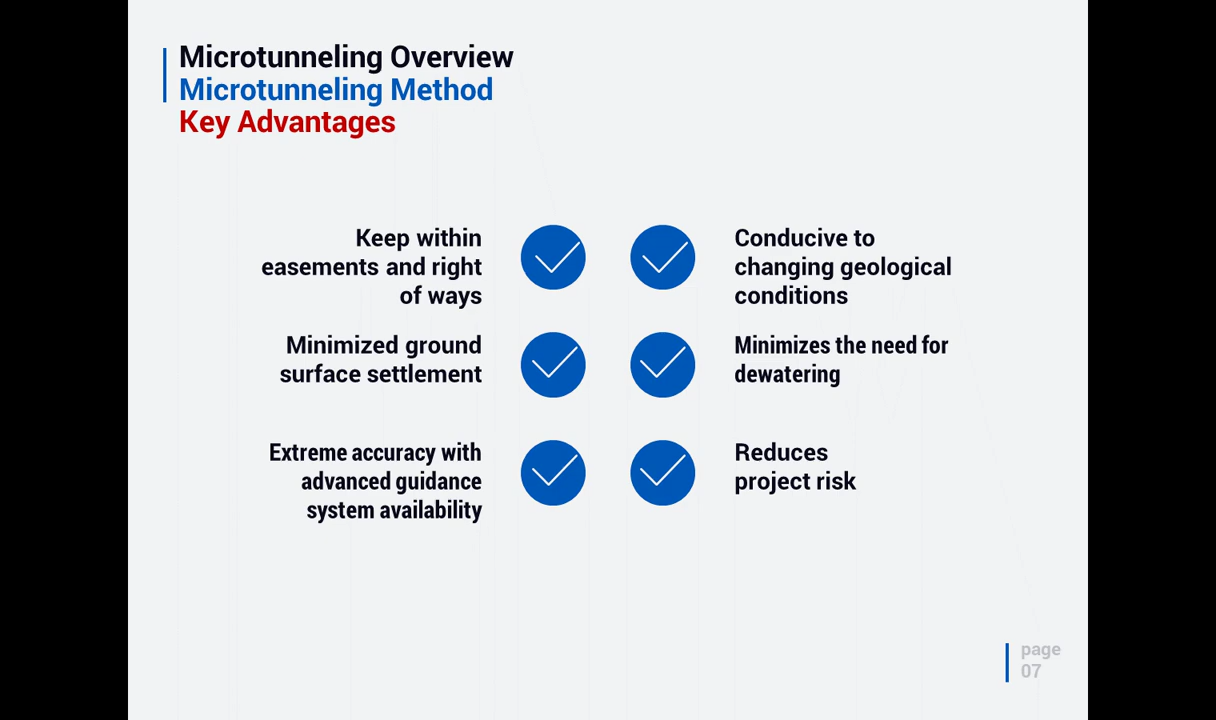 Microtunneling Overview
Microtunneling Method
Key Advantages
Keep within
easements and right
of ways
Conducive to
changing geological
conditions
Minimized ground
surface settlement
Minimizes the need for
dewatering
Extreme accuracy with
advanced guidance
system availability
Reduces
project risk
page
07